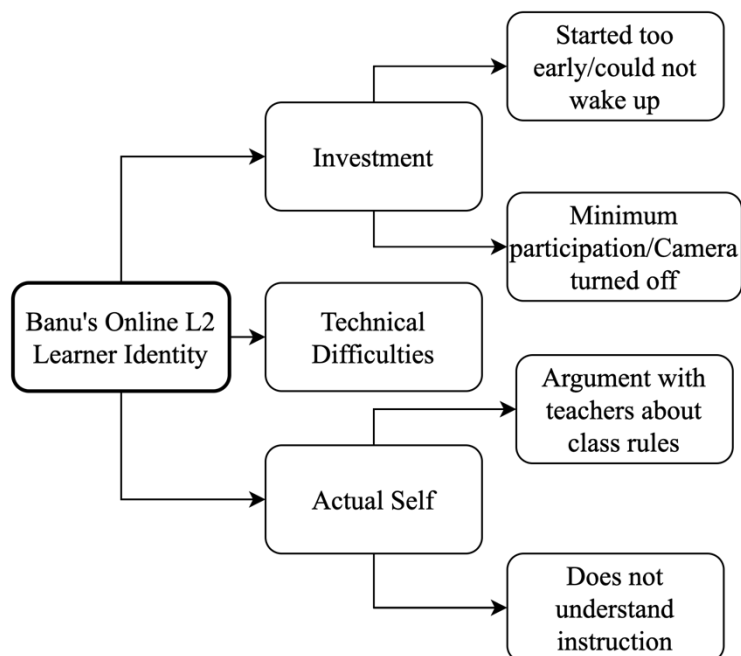 Started too
early/could not
wake up
Investment
Minimum
participation/Camera
turned off
Banu's Online L2
Learner Identity
Technical
Difficulties
Argument with
teachers about
class rules
Actual Self
Does not
understand
instruction